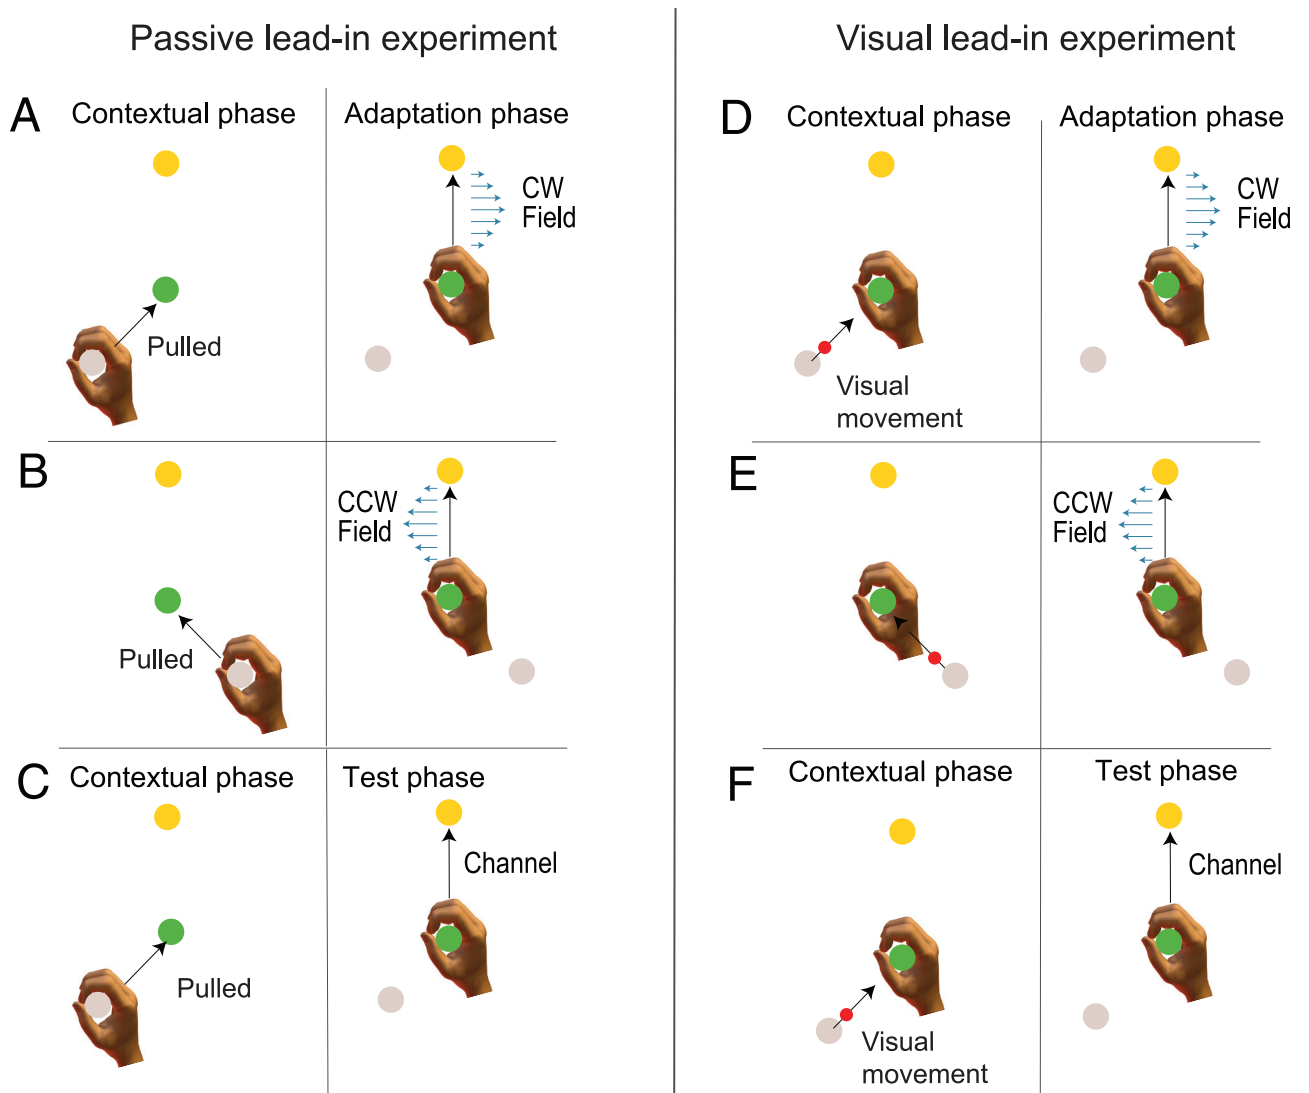 Passive lead-in experiment
Visual lead-in experiment
A
Contextual phase
Adaptation phase
CW
Field
Pulled
B
CCW
Field
Pulled
C
Contextual phase
Test phase
Channel
Pulled
D
Contextual phase
Adaptation phase
CW
Field
Visual
movement
E
CCW
Field
F
Contextual phase
Test phase
Channel
Visual
movement